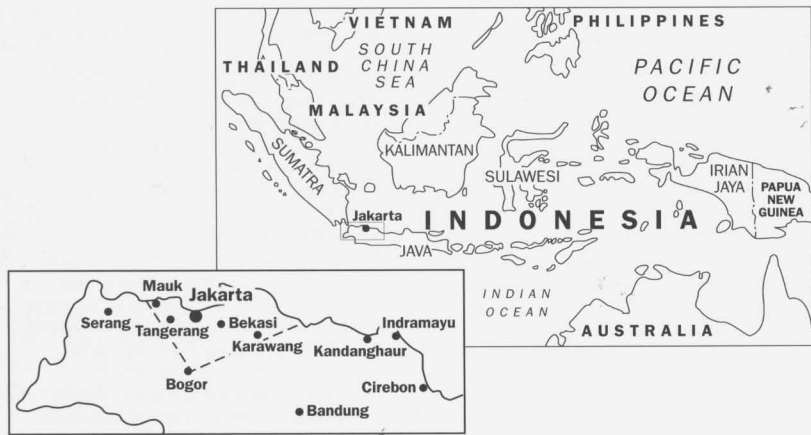 VIETNAM
PHILIPPINES
SOUTH
CHINA
SEA
THAILAND
PACIFIC
OCEAN
MALAYSIA
KALIMANTAN
SUMATRA
SULAWESI
IRIAN
JAYA
PAPUA
NEW
GUINEA
Jakarta
INDONESIA
JAVA
INDIAN
OCEAN
AUSTRALIA
Mauk
Jakarta
Serang
Tangerang
Bekasi
Indramayu
Karawang
Kandanghaur
Bogor
Cirebon
Bandung